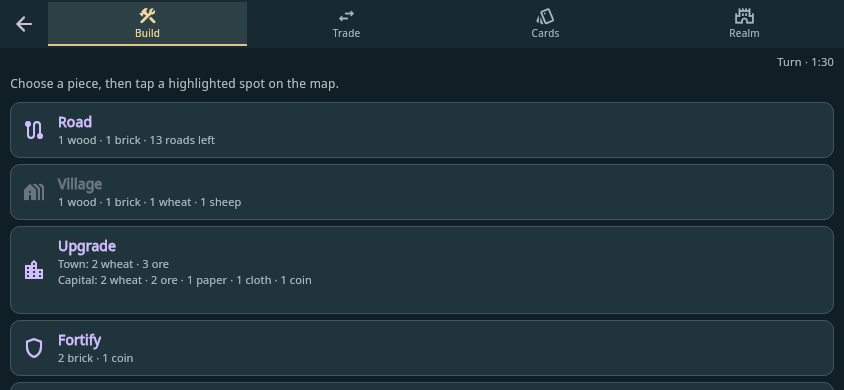 Build
Trade
Cards
Realm
Turn · 1:30
Choose a piece, then tap a highlighted spot on the map.
Road
1 wood · 1 brick · 13 roads left
Village
1 wood · 1 brick · 1 wheat · 1 sheep
Upgrade
Town: 2 wheat · 3 ore
Capital: 2 wheat · 2 ore · 1 paper · 1 cloth · 1 coin
Fortify
2 brick · 1 coin